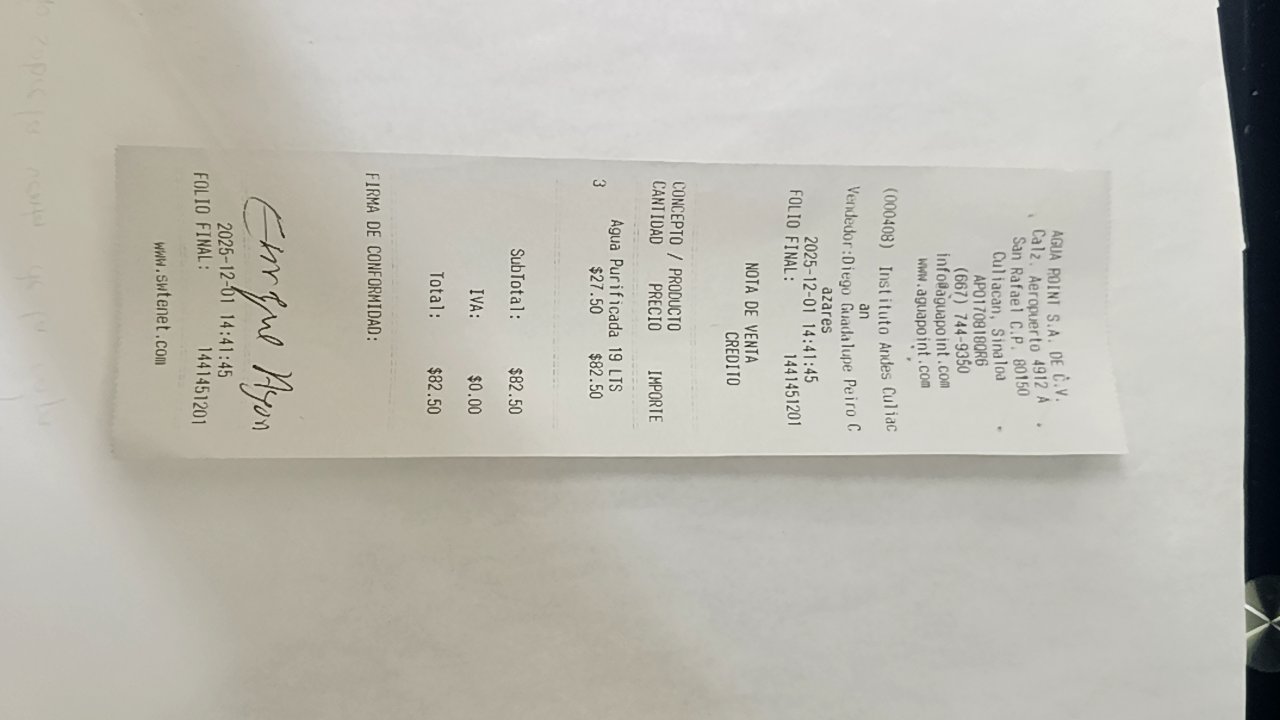 AGUA POINT S.A. DE C.V.
Calz. Aeropuerto 4912 A
San Rafael C.P. 80150
Culiacan, Sinaloa
APO170818QR6
(667) 744-9360
info@aguapoint.com
www.aguapoint.com
(000408) Instituto Andes Culiac
an
Vendedor:Diego Guadalupe Peiro C
azares
2025-12-01 14:41:45
FOLIO FINAL: 1441451201
NOTA DE VENTA
CREDITO
CONCEPTO / PRODUCTO
CANTIDAD PRECIO IMPORTE
Agua Purificada 19 LTS
3 $27.50 $82.50
SubTotal: $82.50
IVA: $0.00
Total: $82.50
FIRMA DE CONFORMIDAD:
2025-12-01 14:41:45
FOLIO FINAL: 1441451201
www.swtenet.com